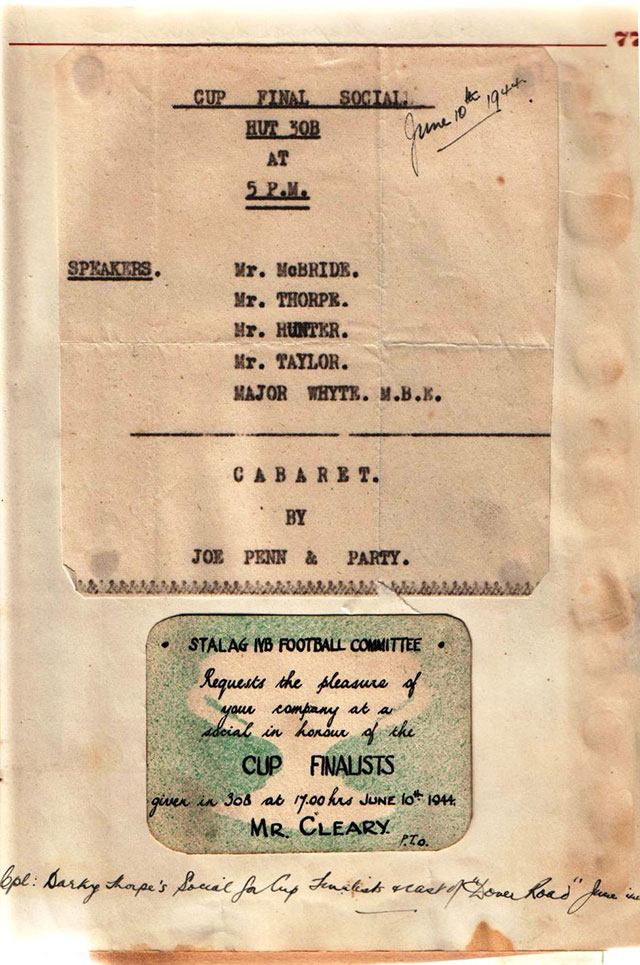 77
CUP FINAL SOCIAL.
June 10th 1944.
HUT 30B
AT
5 P.M.
SPEAKERS. Mr. McBRIDE.
Mr. THORPE.
Mr. HUNTER.
Mr. TAYLOR.
MAJOR WHYTE. M.B.E.
CABARET.
BY
JOE PENN & PARTY.
• STALAG IVB FOOTBALL COMMITTEE •
Requests the pleasure of
your company at a
social in honour of the
CUP FINALISTS
given in 30B at 17.00 hrs JUNE 10th 1944.
MR. CLEARY.
P.T.O.
Cpl: Darky Thorpe's Social for Cup Finalists & cast of "Dover Road" June